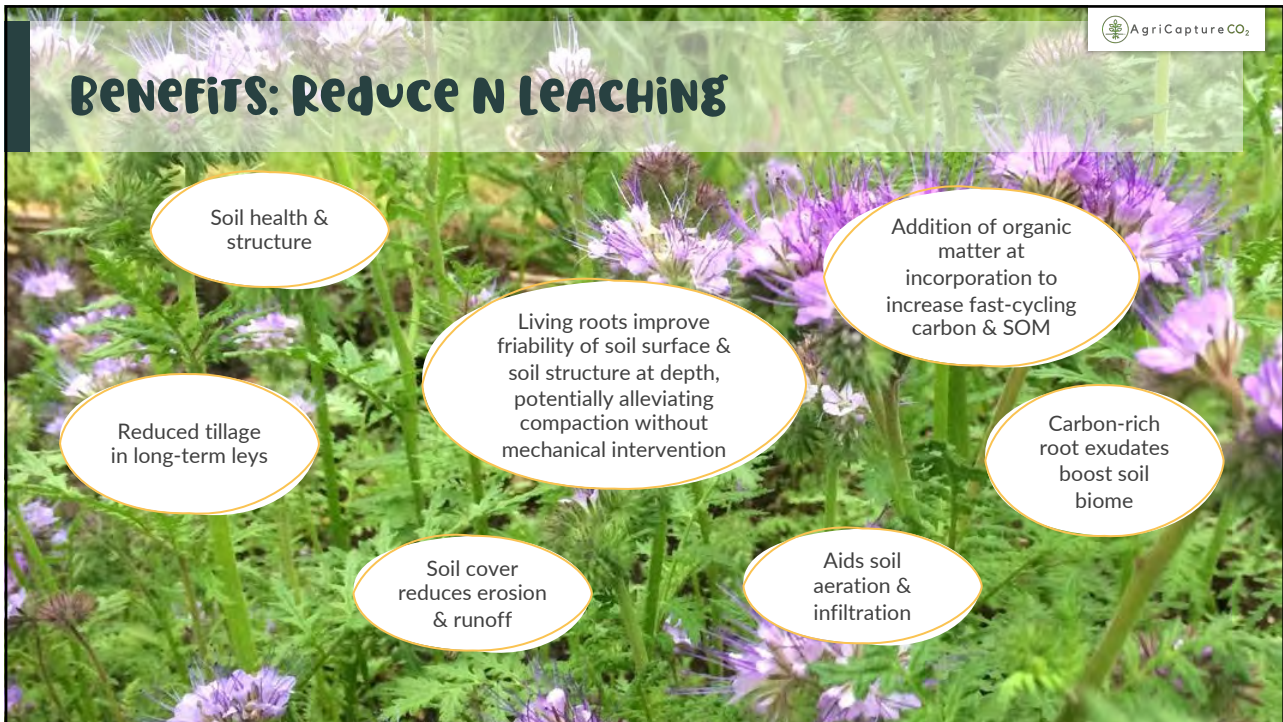 AgriCaptureCO₂
Benefits: Reduce N Leaching
Soil health &
structure
Addition of organic
matter at
incorporation to
increase fast-cycling
carbon & SOM
Living roots improve
friability of soil surface &
soil structure at depth,
potentially alleviating
compaction without
mechanical intervention
Reduced tillage
in long-term leys
Carbon-rich
root exudates
boost soil
biome
Soil cover
reduces erosion
& runoff
Aids soil
aeration &
infiltration